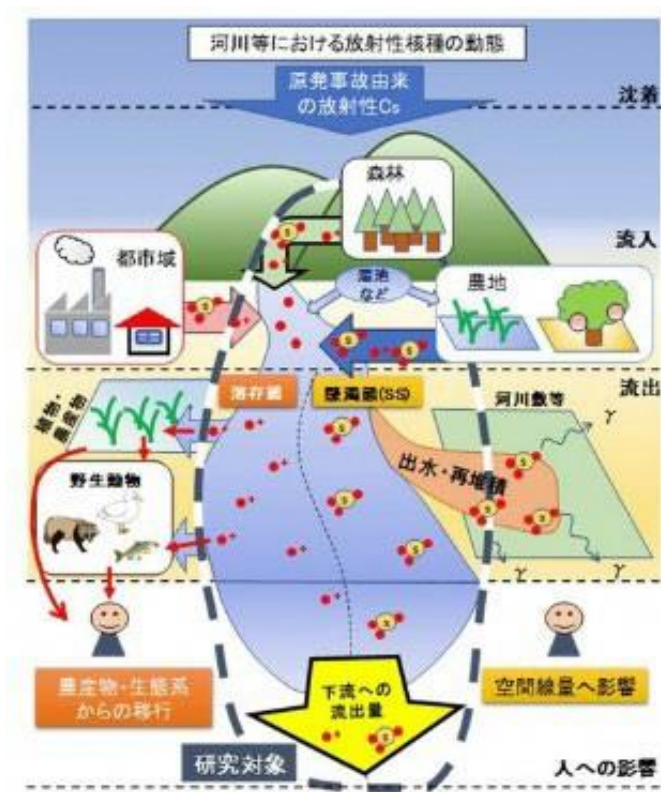 河川等における放射性核種の動態
原発事故由来
の放射性Cs
沈着
森林
S
流入
都市域
溜池
など
農地
S
S
S
流出
溶存態
懸濁態(SS)
河川敷等
植物・
農産物
γ
S
S
出水・再堆積
野生動物
S
S
S
S
γ
γ
S
農産物・生態系
からの移行
下流への
流出量
S
空間線量へ影響
研究対象
人への影響